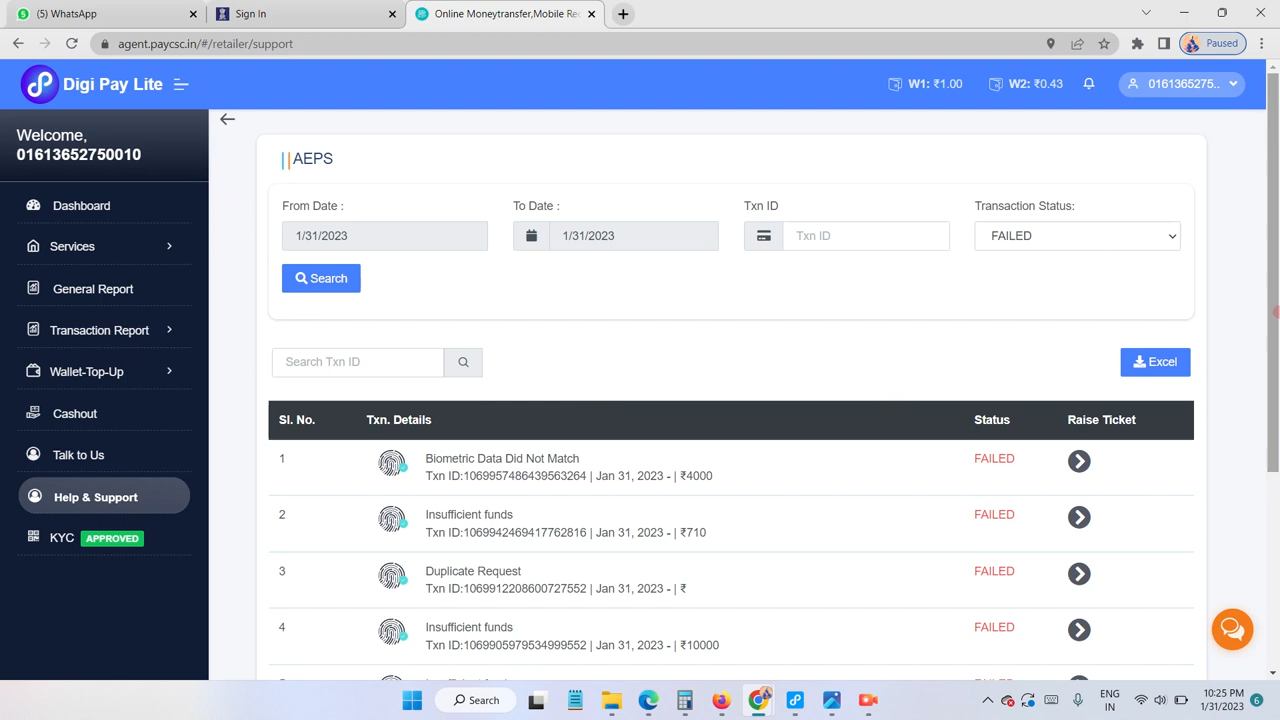 (5) WhatsApp
Sign In
Online Moneytransfer,Mobile Rec
agent.paycsc.in/#/retailer/support
Paused
Digi Pay Lite
W1: ₹1.00
W2: ₹0.43
0161365275..
Welcome,
01613652750010
Dashboard
Services
General Report
Transaction Report
Wallet-Top-Up
Cashout
Talk to Us
Help & Support
KYC APPROVED
AEPS
From Date :
To Date :
Txn ID
Transaction Status:
1/31/2023
1/31/2023
Txn ID
FAILED
Search
Search Txn ID
Excel
Sl. No.
Txn. Details
Status
Raise Ticket
1
Biometric Data Did Not Match
FAILED
Txn ID:1069957486439563264 | Jan 31, 2023 - | ₹4000
2
Insufficient funds
FAILED
Txn ID:1069942469417762816 | Jan 31, 2023 - | ₹710
3
Duplicate Request
FAILED
Txn ID:1069912208600727552 | Jan 31, 2023 - | ₹
4
Insufficient funds
FAILED
Txn ID:1069905979534999552 | Jan 31, 2023 - | ₹10000
Search
ENG
IN
10:25 PM
1/31/2023
6